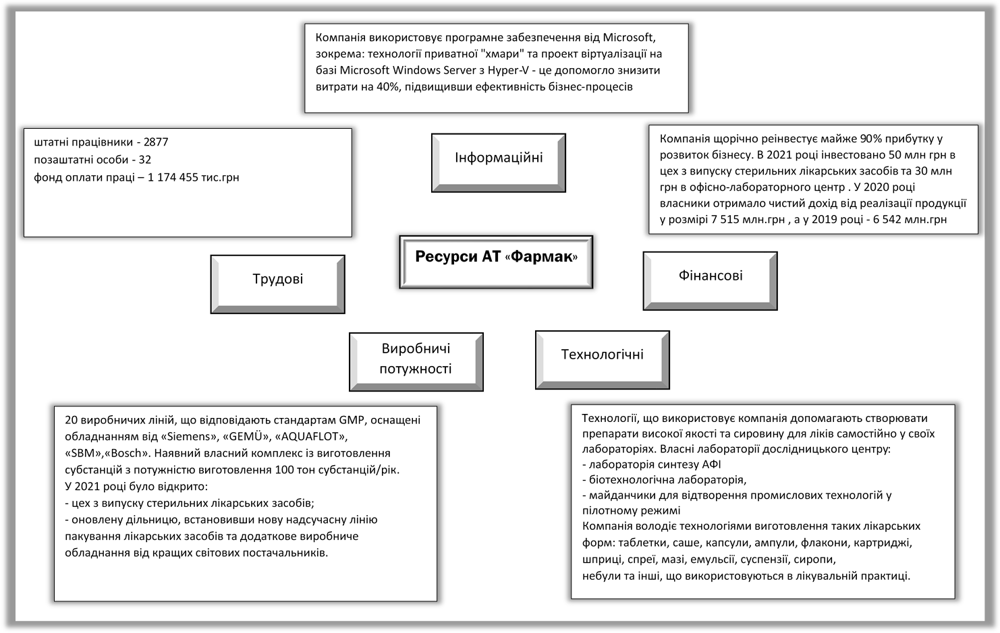 Компанія використовує програмне забезпечення від Microsoft,
зокрема: технології приватної "хмари" та проект віртуалізації на
базі Microsoft Windows Server з Hyper-V - це допомогло знизити
витрати на 40%, підвищивши ефективність бізнес-процесів
штатні працівники - 2877
позаштатні особи - 32
фонд оплати праці – 1 174 455 тис.грн
Інформаційні
Компанія щорічно реінвестує майже 90% прибутку у
розвиток бізнесу. В 2021 році інвестовано 50 млн грн в
цех з випуску стерильних лікарських засобів та 30 млн
грн в офісно-лабораторного центр . У 2020 році
власники отримало чистий дохід від реалізації продукції
у розмірі 7 515 млн.грн , а у 2019 році - 6 542 млн.грн
Ресурси АТ «Фармак»
Трудові
Фінансові
Виробничі
потужності
Технологічні
20 виробничих ліній, що відповідають стандартам GMP, оснащені
обладнанням від «Siemens», «GEMÜ», «AQUAFLOT»,
«SBM»,«Bosch». Наявний власний комплекс із виготовлення
субстанцій з потужністю виготовлення 100 тон субстанцій/рік.
У 2021 році було відкрито:
- цех з випуску стерильних лікарських засобів;
- оновлену дільницю, встановивши нову надсучасну лінію
пакування лікарських засобів та додаткове виробниче
обладнання від кращих світових постачальників.
Технології, що використовує компанія допомагають створювати
препарати високої якості та сировину для ліків самостійно у своїх
лабораторіях. Власні лабораторії дослідницького центру:
- лабораторія синтезу АФІ
- біотехнологічна лабораторія,
- майданчики для відтворення промислових технологій у
пілотному режимі
Компанія володіє технологіями виготовлення таких лікарських
форм: таблетки, саше, капсули, ампули, флакони, картриджі,
шприці, спреї, мазі, емульсії, суспензії, сиропи,
небули та інші, що використовуються в лікувальній практиці.